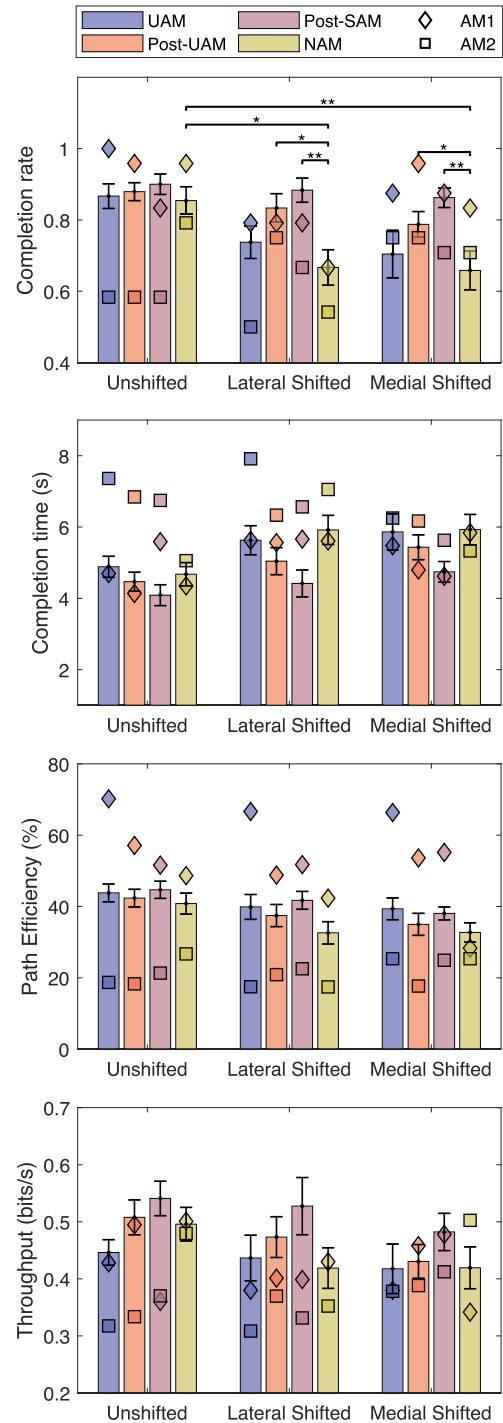 UAM Post-SAM AM1
Post-UAM NAM AM2
**
*
* *
** **
1
0.8
0.6
0.4
Completion rate
Unshifted Lateral Shifted Medial Shifted
8
6
4
2
Completion time (s)
Unshifted Lateral Shifted Medial Shifted
80
60
40
20
0
Path Efficiency (%)
Unshifted Lateral Shifted Medial Shifted
0.7
0.6
0.5
0.4
0.3
0.2
Throughput (bits/s)
Unshifted Lateral Shifted Medial Shifted